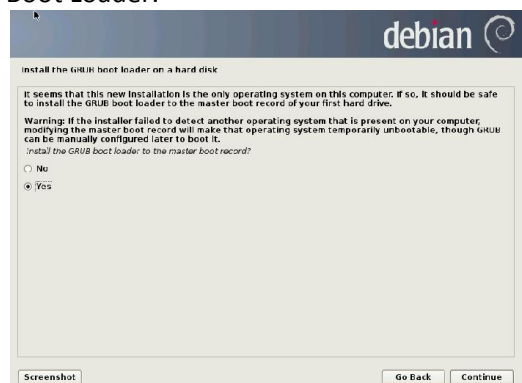 Boot Loader?
debian
Install the GRUB boot loader on a hard disk
It seems that this new installation is the only operating system on this computer. If so, it should be safe
to install the GRUB boot loader to the master boot record of your first hard drive.
Warning: If the installer failed to detect another operating system that is present on your computer,
modifying the master boot record will make that operating system temporarily unbootable, though GRUB
can be manually configured later to boot it.
Install the GRUB boot loader to the master boot record?
No
Yes
Screenshot
Go Back
Continue